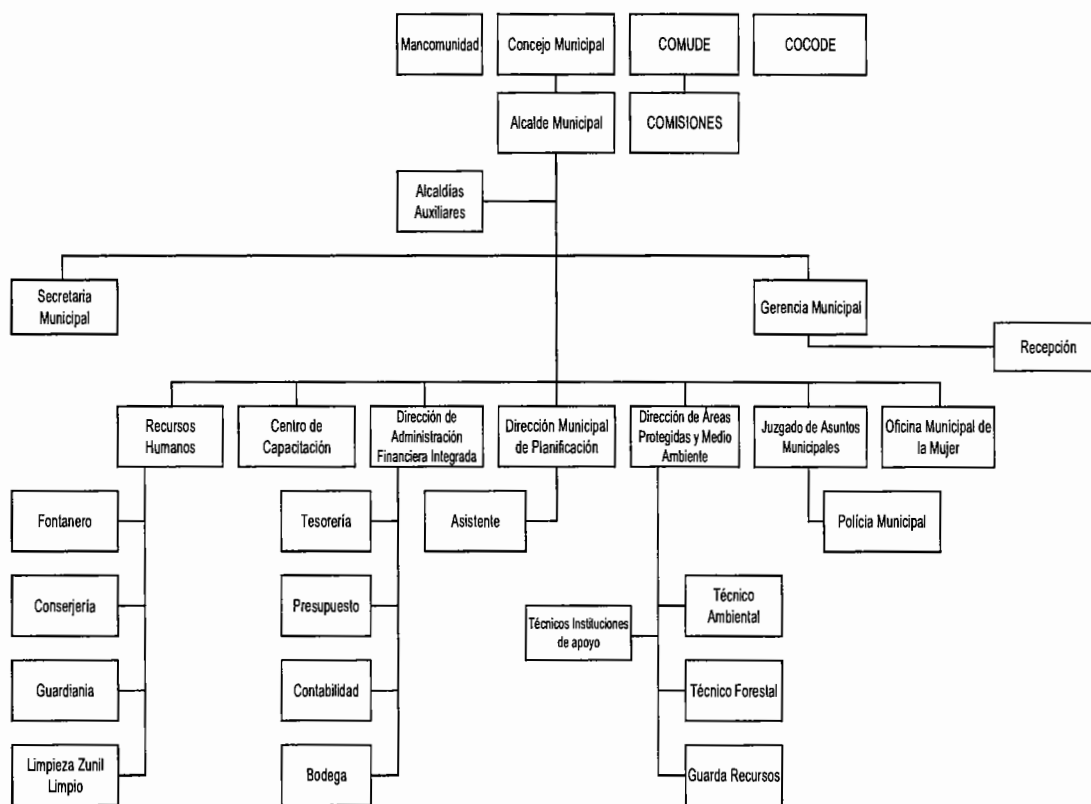 Mancomunidad
Concejo Municipal
COMUDE
COCODE
Alcalde Municipal
COMISIONES
Alcaldías
Auxiliares
Secretaria
Municipal
Gerencia Municipal
Recepción
Recursos
Humanos
Centro de
Capacitación
Dirección de
Administración
Financiera Integrada
Dirección Municipal
de Planificación
Dirección de Áreas
Protegidas y Medio
Ambiente
Juzgado de Asuntos
Municipales
Oficina Municipal de
la Mujer
Fontanero
Tesorería
Asistente
Polícia Municipal
Conserjería
Presupuesto
Técnicos Instituciones
de apoyo
Técnico
Ambiental
Guardiania
Contabilidad
Técnico Forestal
Limpieza Zunil
Limpio
Bodega
Guarda Recursos